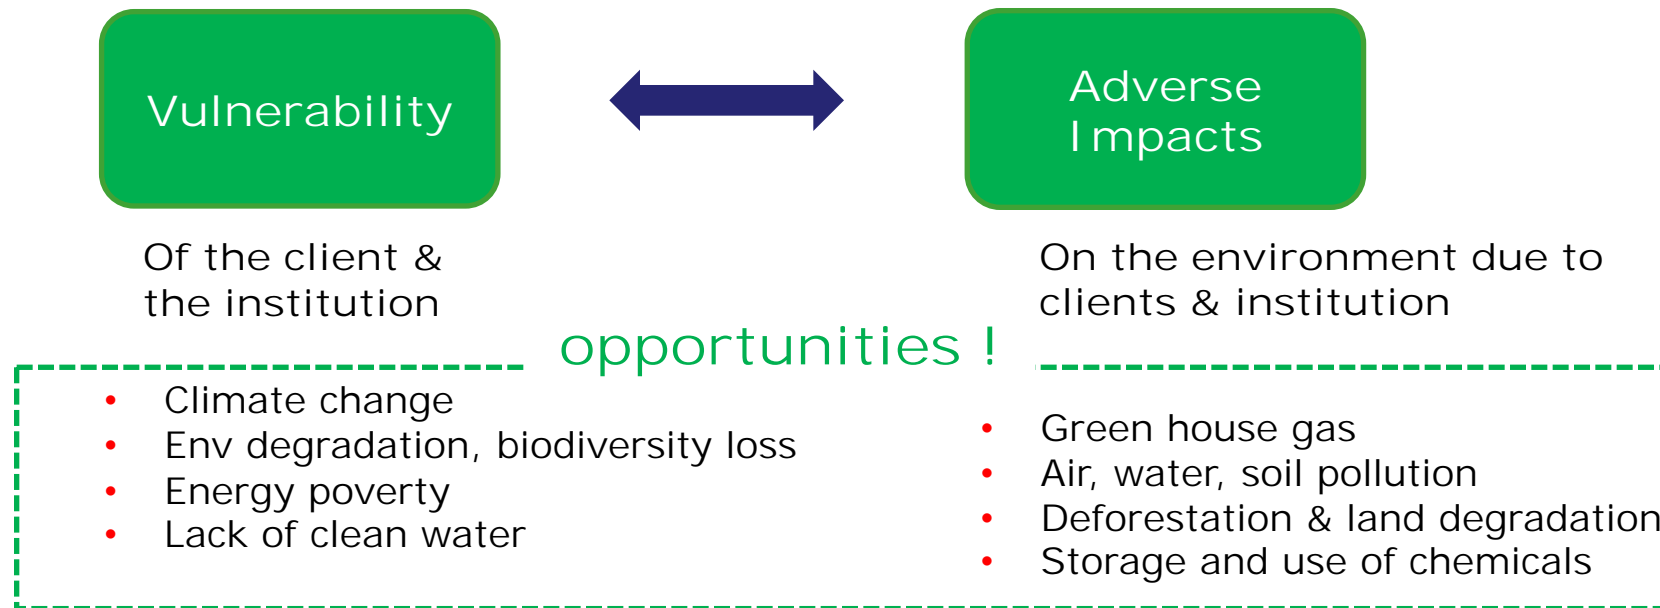 Vulnerability
Adverse
Impacts
Of the client &
the institution
On the environment due to
clients & institution
opportunities !
• Climate change
• Env degradation, biodiversity loss
• Energy poverty
• Lack of clean water
• Green house gas
• Air, water, soil pollution
• Deforestation & land degradation
• Storage and use of chemicals